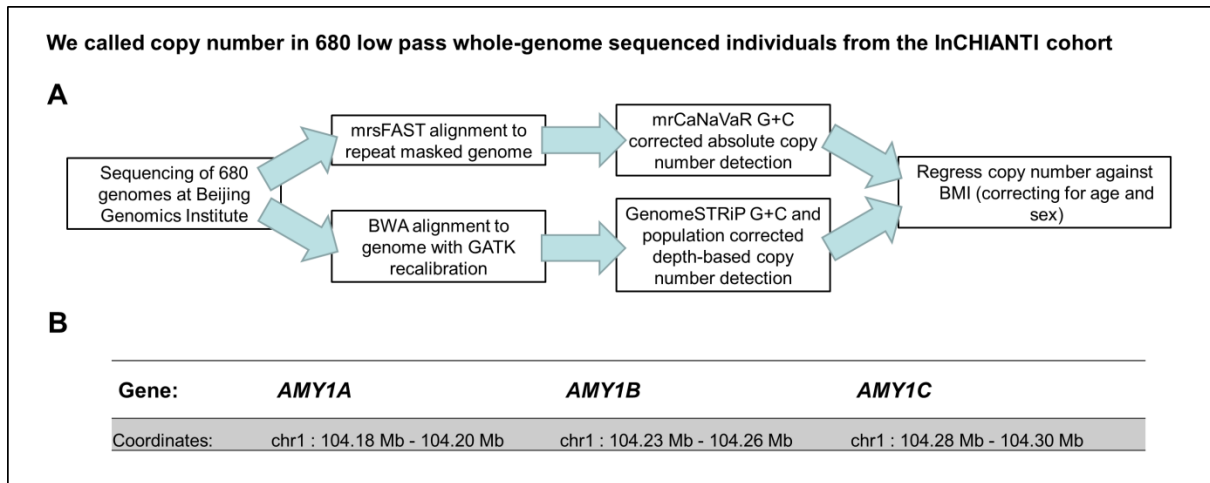 We called copy number in 680 low pass whole-genome sequenced individuals from the InCHIANTI cohort
A
Sequencing of 680
genomes at Beijing
Genomics Institute
mrsFAST alignment to
repeat masked genome
mrCaNaVaR G+C
corrected absolute copy
number detection
BWA alignment to
genome with GATK
recalibration
GenomeSTRiP G+C and
population corrected
depth-based copy
number detection
Regress copy number against
BMI (correcting for age and
sex)
B
Gene: AMY1A AMY1B AMY1C
Coordinates: chr1 : 104.18 Mb - 104.20 Mb chr1 : 104.23 Mb - 104.26 Mb chr1 : 104.28 Mb - 104.30 Mb